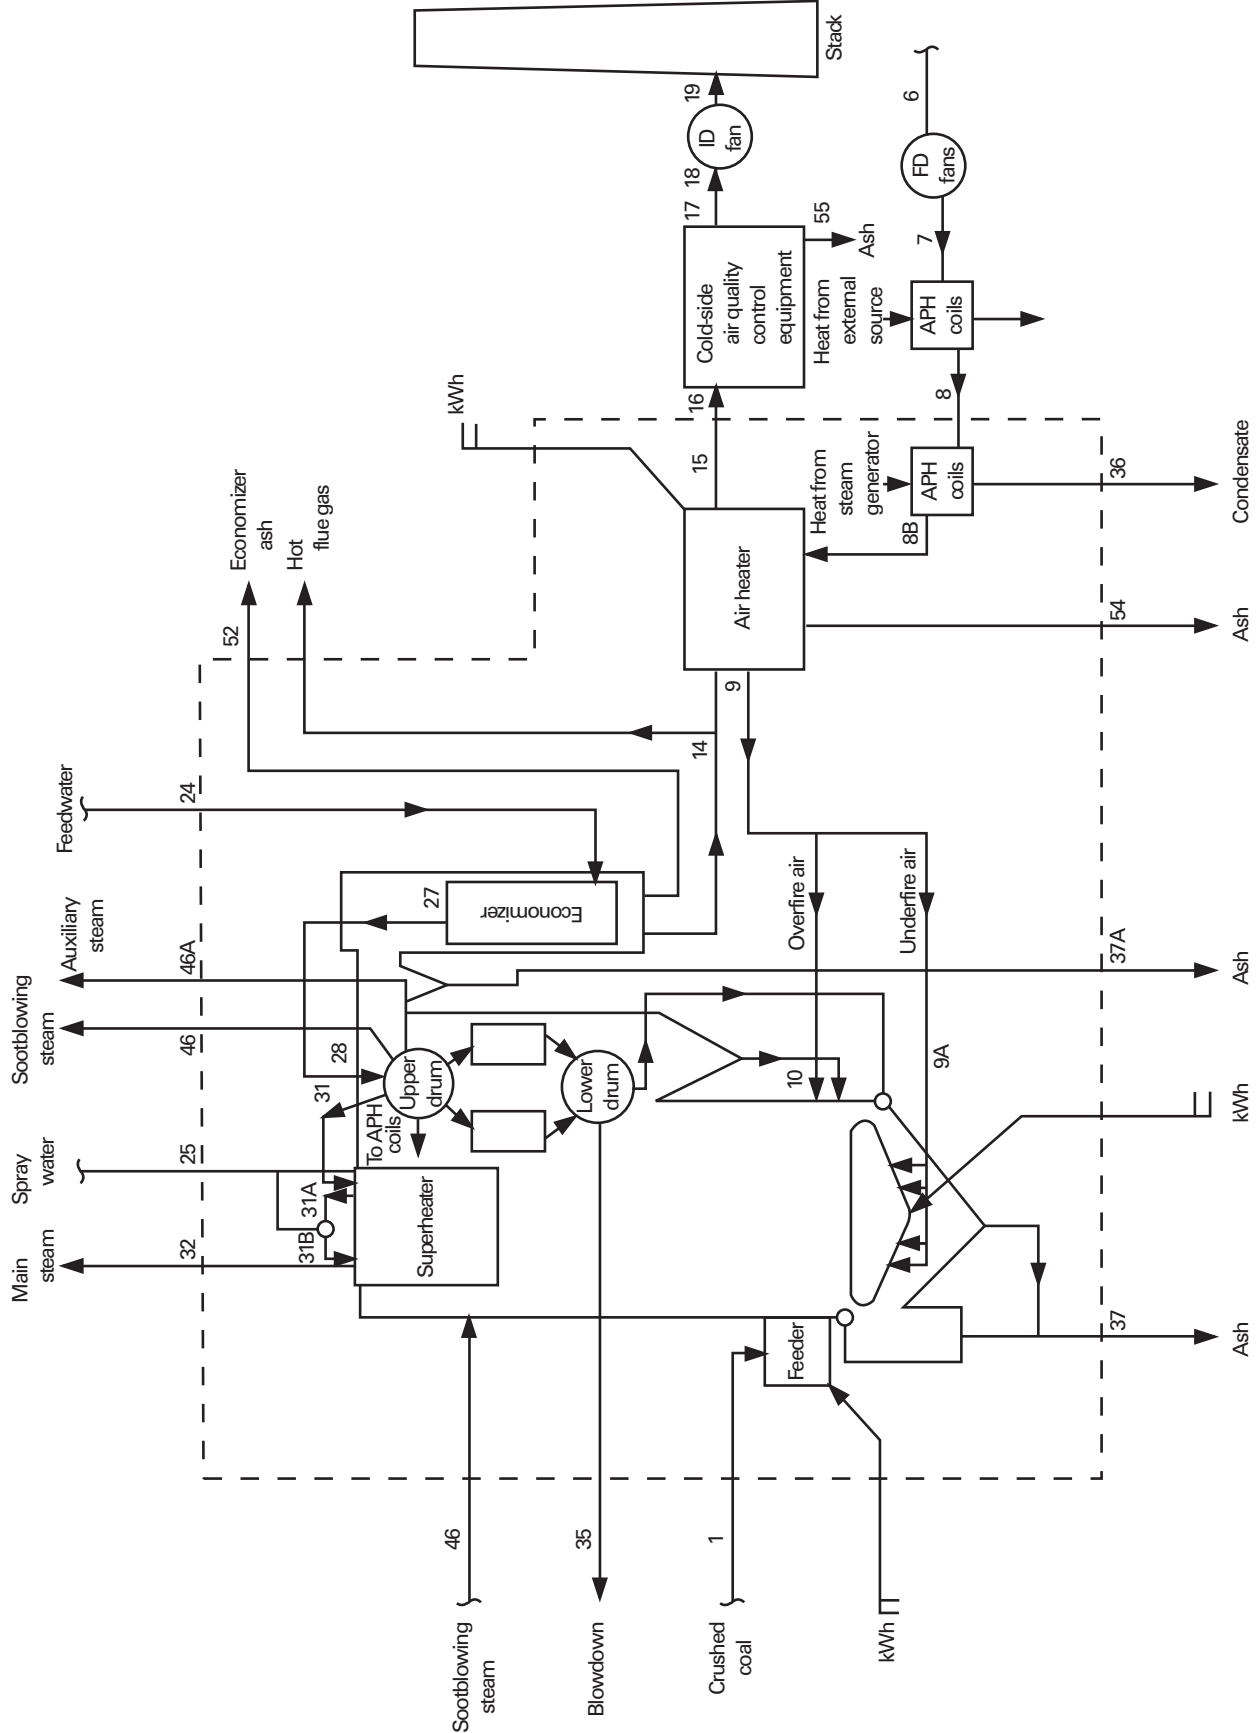 Main
steam
32
Spray
water
25
Sootblowing
steam
46
Auxiliary
steam
46A
Feedwater
24
Economizer
ash
52
Hot
flue gas
kWh
Stack
31B
31A
31
28
27
Superheater
To APH
coils
Upper
drum
Economizer
Lower
drum
Sootblowing
steam
46
Blowdown
35
Crushed
coal
1
Feeder
kWh
10
Overfire air
Underfire air
9A
9
14
Air heater
15
16
Cold-side
air quality
control
equipment
17
18
ID
fan
19
55
Ash
Heat from
steam
generator
APH
coils
8B
8
Heat from
external
source
APH
coils
7
FD
fans
6
37
Ash
kWh
37A
Ash
54
Ash
36
Condensate